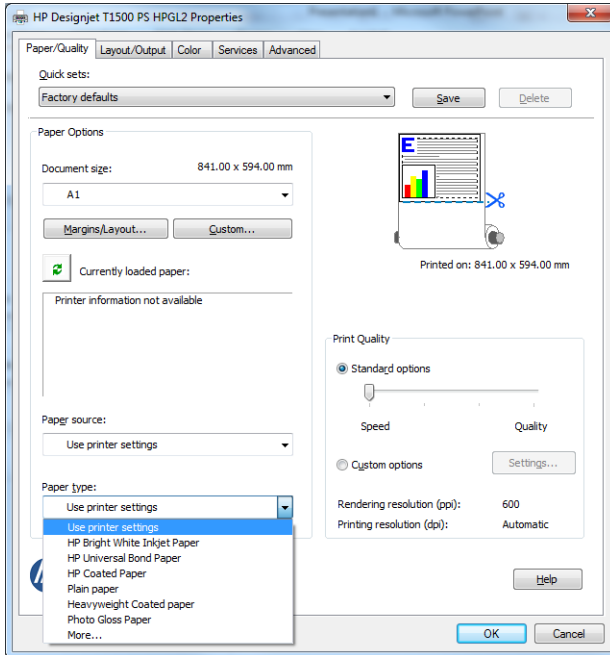 HP Designjet T1500 PS HPGL2 Properties
Paper/Quality Layout/Output Color Services Advanced
Quick sets:
Factory defaults
Save
Delete
Paper Options
Document size:
841.00 x 594.00 mm
A1
Margins/Layout...
Custom...
Currently loaded paper:
Printer information not available
Paper source:
Use printer settings
Paper type:
Use printer settings
Use printer settings
HP Bright White Inkjet Paper
HP Universal Bond Paper
HP Coated Paper
Plain paper
Heavyweight Coated paper
Photo Gloss Paper
More...
E
Printed on: 841.00 x 594.00 mm
Print Quality
Standard options
Speed
Quality
Custom options
Settings...
Rendering resolution (ppi):
600
Printing resolution (dpi):
Automatic
Help
OK
Cancel